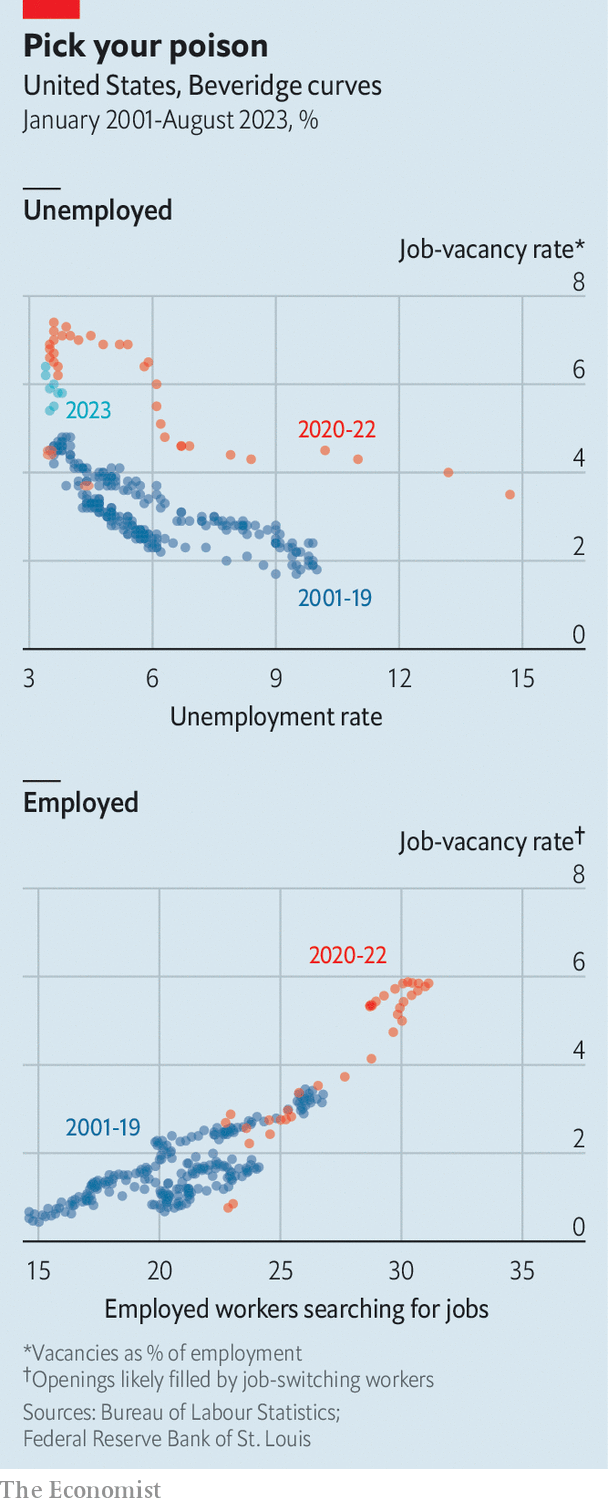 Pick your poison
United States, Beveridge curves
January 2001-August 2023, %
Unemployed
Job-vacancy rate*
8
6
2023
2020-22
4
2
2001-19
0
3 6 9 12 15
Unemployment rate
Employed
Job-vacancy rate†
8
2020-22
6
4
2001-19
2
0
15 20 25 30 35
Employed workers searching for jobs
*Vacancies as % of employment
†Openings likely filled by job-switching workers
Sources: Bureau of Labour Statistics;
Federal Reserve Bank of St. Louis
The Economist